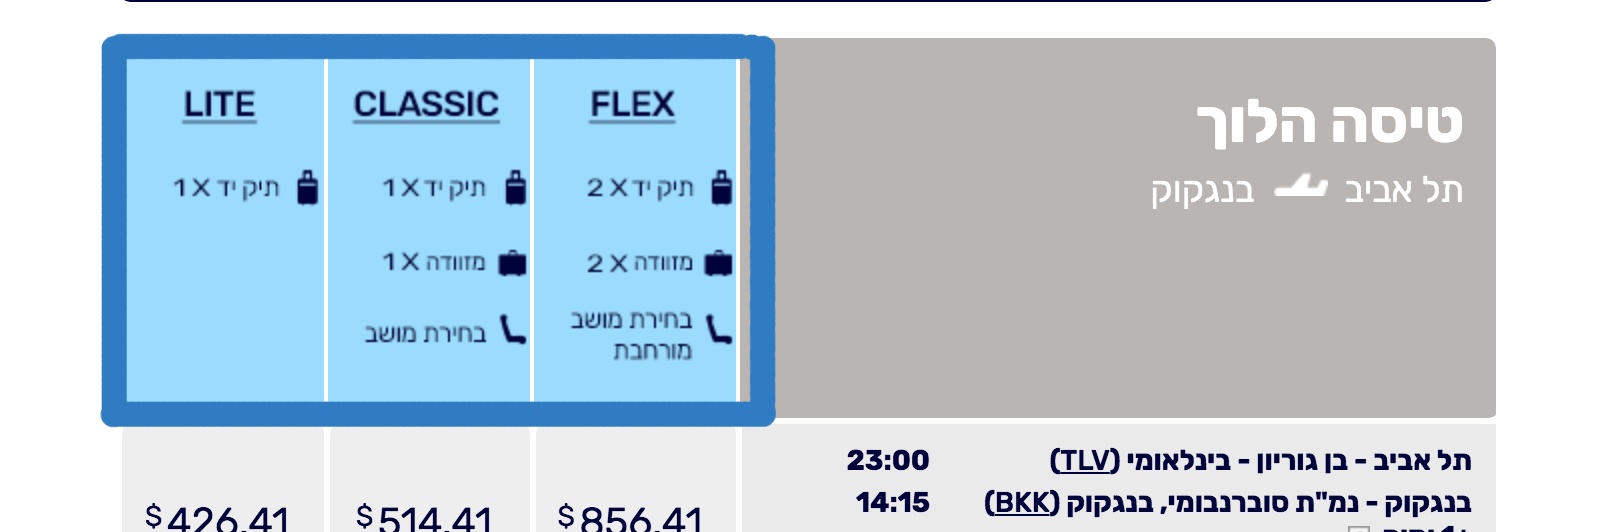 טיסה הלוך
תל אביב בנגקוק
FLEX
תיק יד X 2
מזוודה X 2
בחירת מושב
מורחבת
CLASSIC
תיק יד X 1
מזוודה X 1
בחירת מושב
LITE
תיק יד X 1
תל אביב - בן גוריון - בינלאומי (TLV) 23:00
בנגקוק - נמ"ת סוברנבומי, בנגקוק (BKK) 14:15
$856.41
$514.41
$426.41